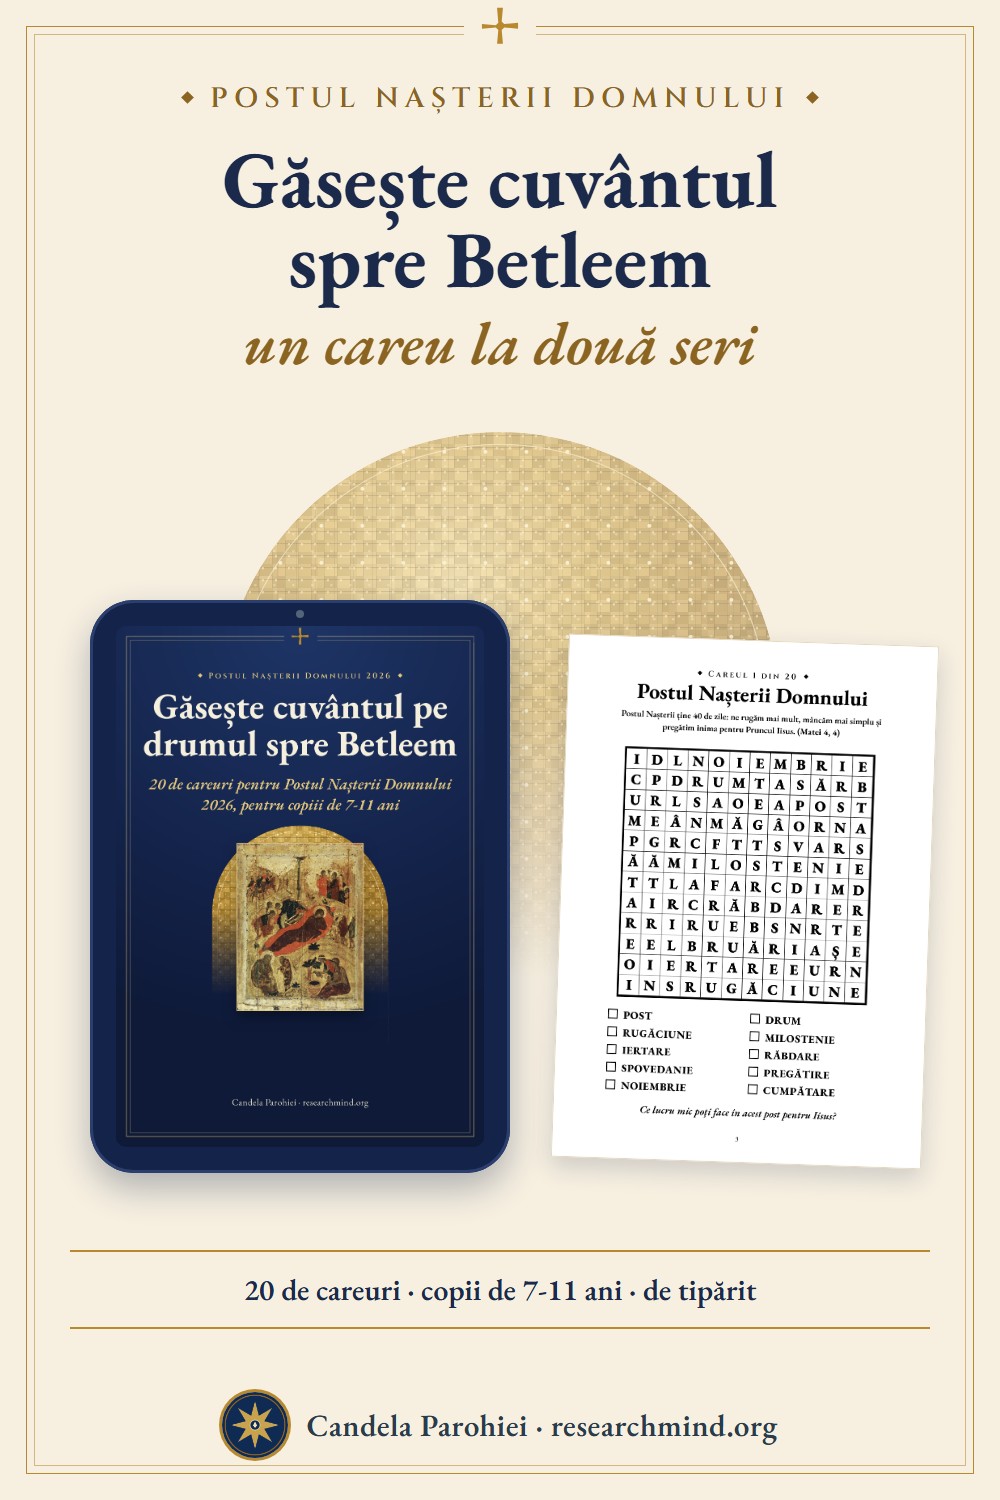 POSTUL NAȘTERII DOMNULUI
Găsește cuvântul
spre Betleem
un careu la două seri
POSTUL NAȘTERII DOMNULUI 2026
Găsește cuvântul pe
drumul spre Betleem
20 de careuri pentru Postul Nașterii Domnului
2026, pentru copiii de 7-11 ani
Candela Parohiei · researchmind.org
CAREUL 1 DIN 20
Postul Nașterii Domnului
Postul Nașterii ține 40 de zile: ne rugăm mai mult, mâncăm mai simplu și
pregătim inima pentru Pruncul Iisus. (Matei 4, 4)
I D L N O I E M B R I E
C P D R U M T A S Ă R B
U R L S A O E A P O S T
M E Â N M Ă G Â O R N A
P G R C F T T S V A R S
Ă Ă M I L O S T E N I E
T T L A F A R C D I M D
A I R C R Ă B D A R E R
R R I R U E B S N R T E
E E L B R U Ă R I A Ș E
O I E R T A R E E U R N
I N S R U G Ă C I U N E
POST
RUGĂCIUNE
IERTARE
SPOVEDANIE
NOIEMBRIE
DRUM
MILOSTENIE
RĂBDARE
PREGĂTIRE
CUMPĂTARE
Ce lucru mic poți face în acest post pentru Iisus?
3
20 de careuri · copii de 7-11 ani · de tipărit
Candela Parohiei · researchmind.org